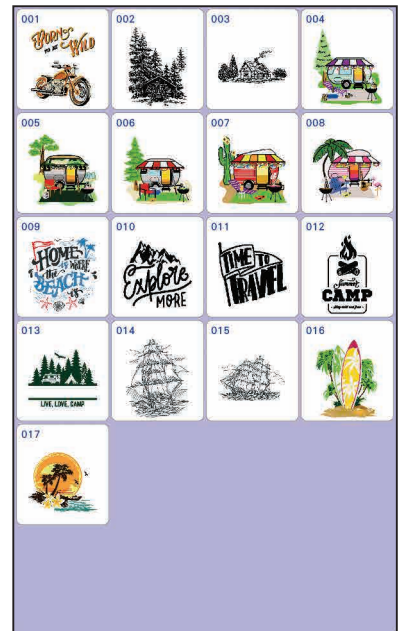 001
BORN
TO BE
WILD
002
003
004
005
006
007
008
009
HOME
IS WHERE
the
BEACH
IS
010
Explore
MORE
011
TIME TO
TRAVEL
012
Summer
CAMP
013
LIVE, LOVE, CAMP
014
015
016
017